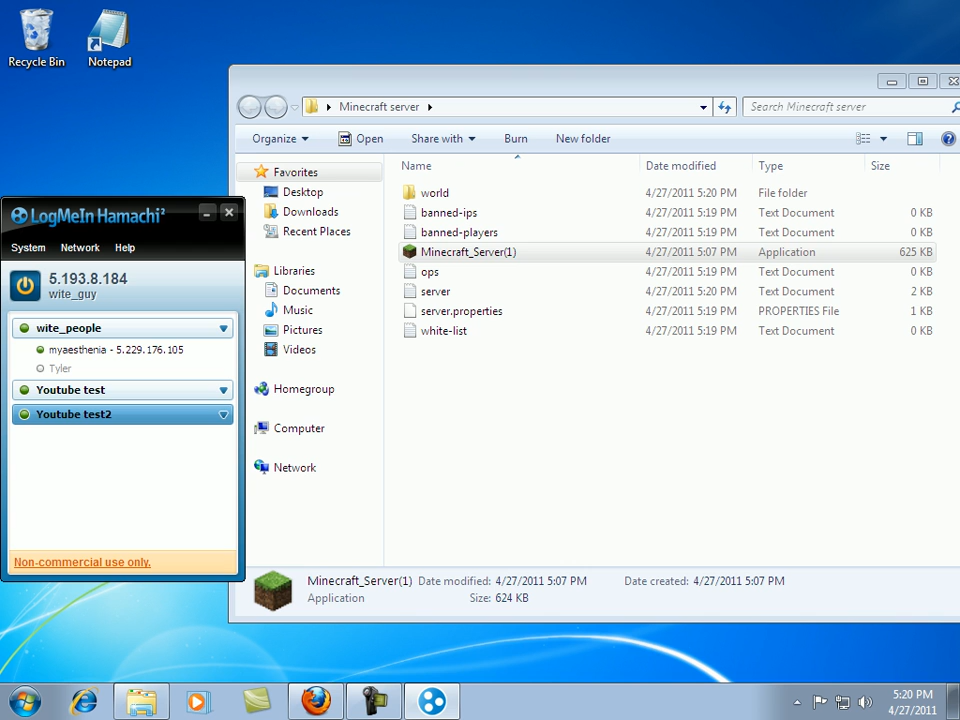 Recycle Bin
Notepad
Minecraft server
Search Minecraft server
Organize
Open
Share with
Burn
New folder
Name
Date modified
Type
Size
Favorites
Desktop
Downloads
Recent Places
Libraries
Documents
Music
Pictures
Videos
Homegroup
Computer
Network
world 4/27/2011 5:20 PM File folder
banned-ips 4/27/2011 5:19 PM Text Document 0 KB
banned-players 4/27/2011 5:19 PM Text Document 0 KB
Minecraft_Server(1) 4/27/2011 5:07 PM Application 625 KB
ops 4/27/2011 5:19 PM Text Document 0 KB
server 4/27/2011 5:20 PM Text Document 2 KB
server.properties 4/27/2011 5:19 PM PROPERTIES File 1 KB
white-list 4/27/2011 5:19 PM Text Document 0 KB
Minecraft_Server(1) Date modified: 4/27/2011 5:07 PM Date created: 4/27/2011 5:07 PM
Application Size: 624 KB
LogMeIn Hamachi²
System Network Help
5.193.8.184
wite_guy
wite_people
myaesthenia - 5.229.176.105
Tyler
Youtube test
Youtube test2
Non-commercial use only.
5:20 PM
4/27/2011